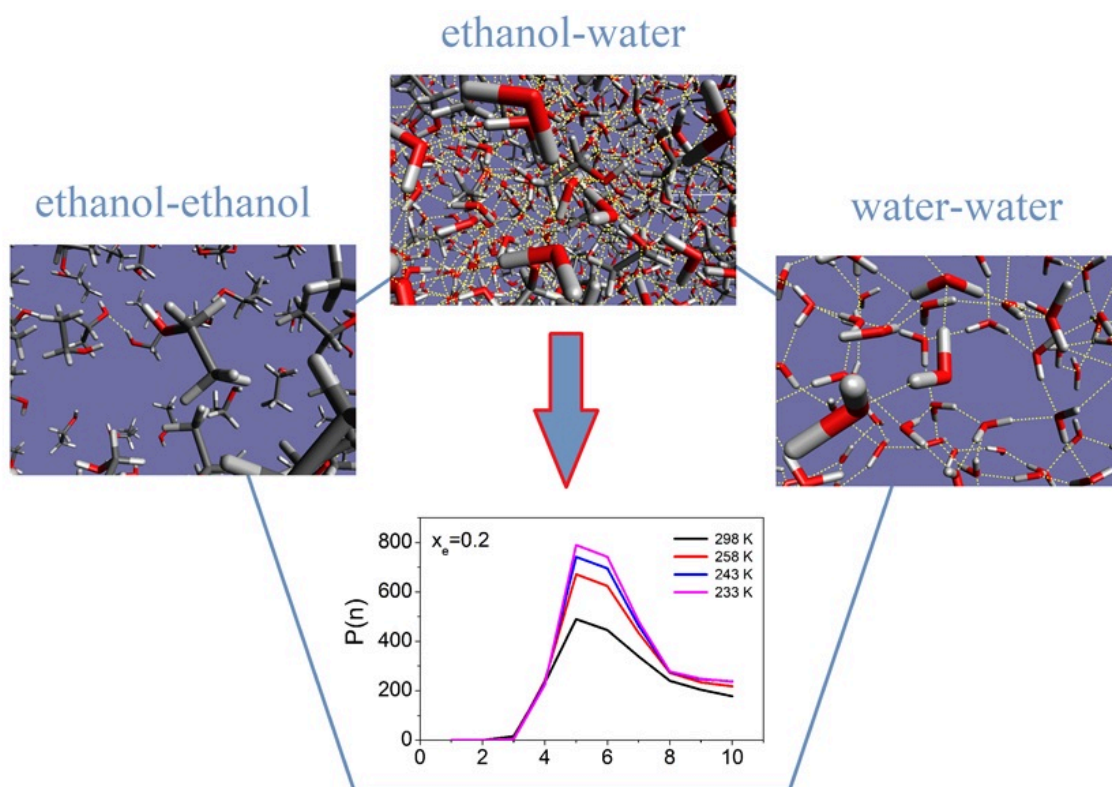 ethanol-water
ethanol-ethanol
water-water
x_e=0.2
298 K
258 K
243 K
233 K
P(n)
800
600
400
200
0
0 2 4 6 8 10